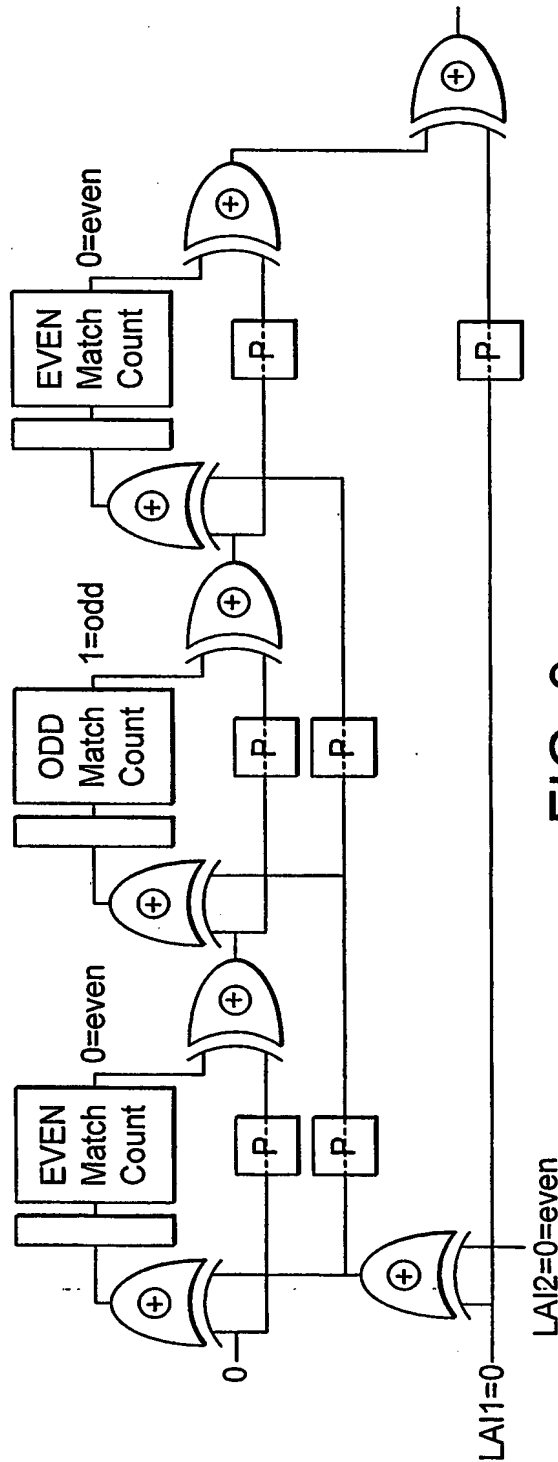 EVEN
Match
Count
0=even
ODD
Match
Count
1=odd
EVEN
Match
Count
0=even
⊕
⊕
⊕
⊕
⊕
⊕
0
P
P
P
P
P
⊕
⊕
P
LAI1=0
LAI2=0=even
FIG.